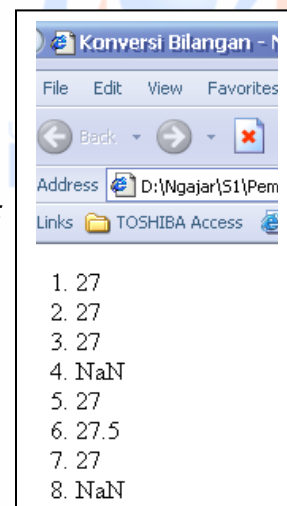 Konversi Bilangan -
File Edit View Favorites
Back
Address D:\Ngajar\S1\Pem
Links TOSHIBA Access
1. 27
2. 27
3. 27
4. NaN
5. 27
6. 27.5
7. 27
8. NaN